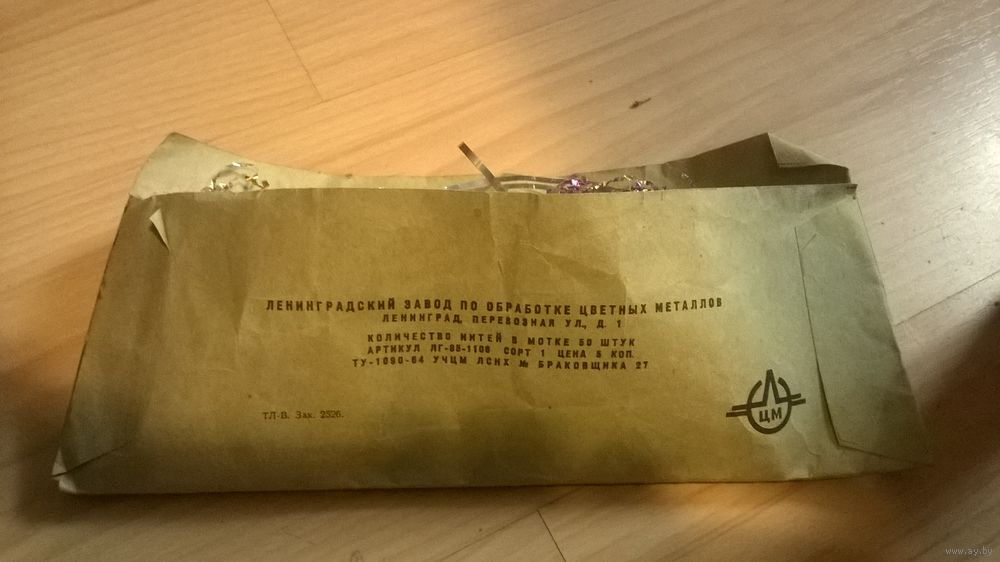 ЛЕНИНГРАДСКИЙ ЗАВОД ПО ОБРАБОТКЕ ЦВЕТНЫХ МЕТАЛЛОВ
ЛЕНИНГРАД, ПЕРЕВОЗНАЯ УЛ., Д. 1
КОЛИЧЕСТВО НИТЕЙ В МОТКЕ 50 ШТУК
АРТИКУЛ ЛГ-85-1106 СОРТ 1 ЦЕНА 5 КОП.
ТУ-1090-64 УЧЦМ ЛСНХ № БРАКОВЩИКА 27
ТЛ-В. Зак. 2526.
ЦМ
www.ay.by